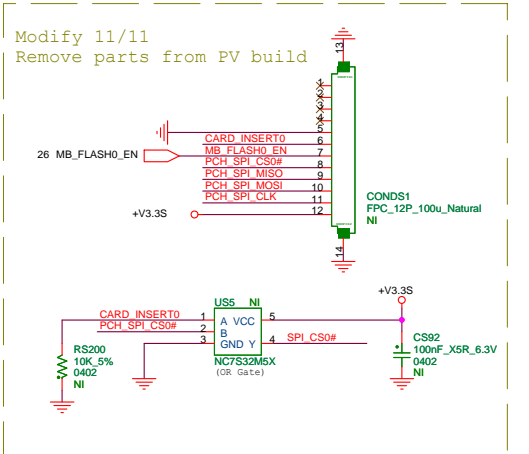 Modify 11/11
Remove parts from PV build
13
1
2
3
4
5
CARD_INSERT0 6
26 MB_FLASH0_EN MB_FLASH0_EN 7
PCH_SPI_CS0# 8
PCH_SPI_MISO 9
PCH_SPI_MOSI 10
PCH_SPI_CLK 11
+V3.3S 12
CONDS1
FPC_12P_100u_Natural
NI
14
+V3.3S
US5 NI
CARD_INSERT0 1 A VCC 5
PCH_SPI_CS0# 2 B
3 GND Y 4 SPI_CS0#
NC7S32M5X
(OR Gate)
RS200
10K_5%
0402
NI
CS92
100nF_X5R_6.3V
0402
NI